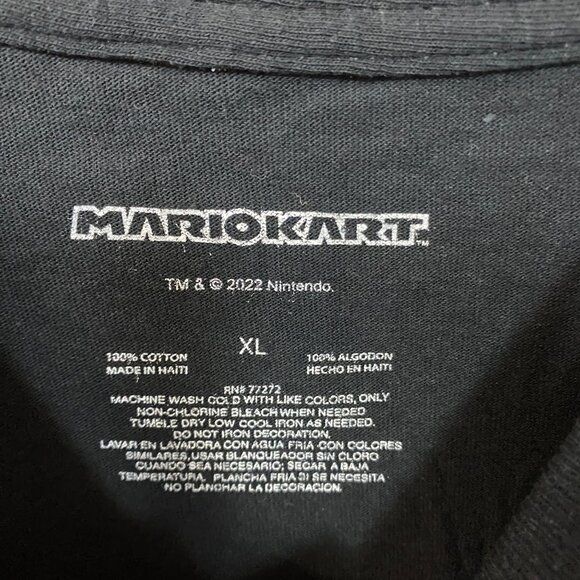 MARIOKART™
TM & © 2022 Nintendo.
XL
100% COTTON
MADE IN HAITI
100% ALGODON
HECHO EN HAITI
RN# 77272
MACHINE WASH COLD WITH LIKE COLORS, ONLY
NON-CHLORINE BLEACH WHEN NEEDED
TUMBLE DRY LOW COOL IRON AS NEEDED.
DO NOT IRON DECORATION.
LAVAR EN LAVADORA CON AGUA FRIA CON COLORES
SIMILARES, USAR BLANQUEADOR SIN CLORO
CUANDO SEA NECESARIO; SECAR A BAJA
TEMPERATURA. PLANCHA FRIA SI SE NECESITA
NO PLANCHAR LA DECORACION.